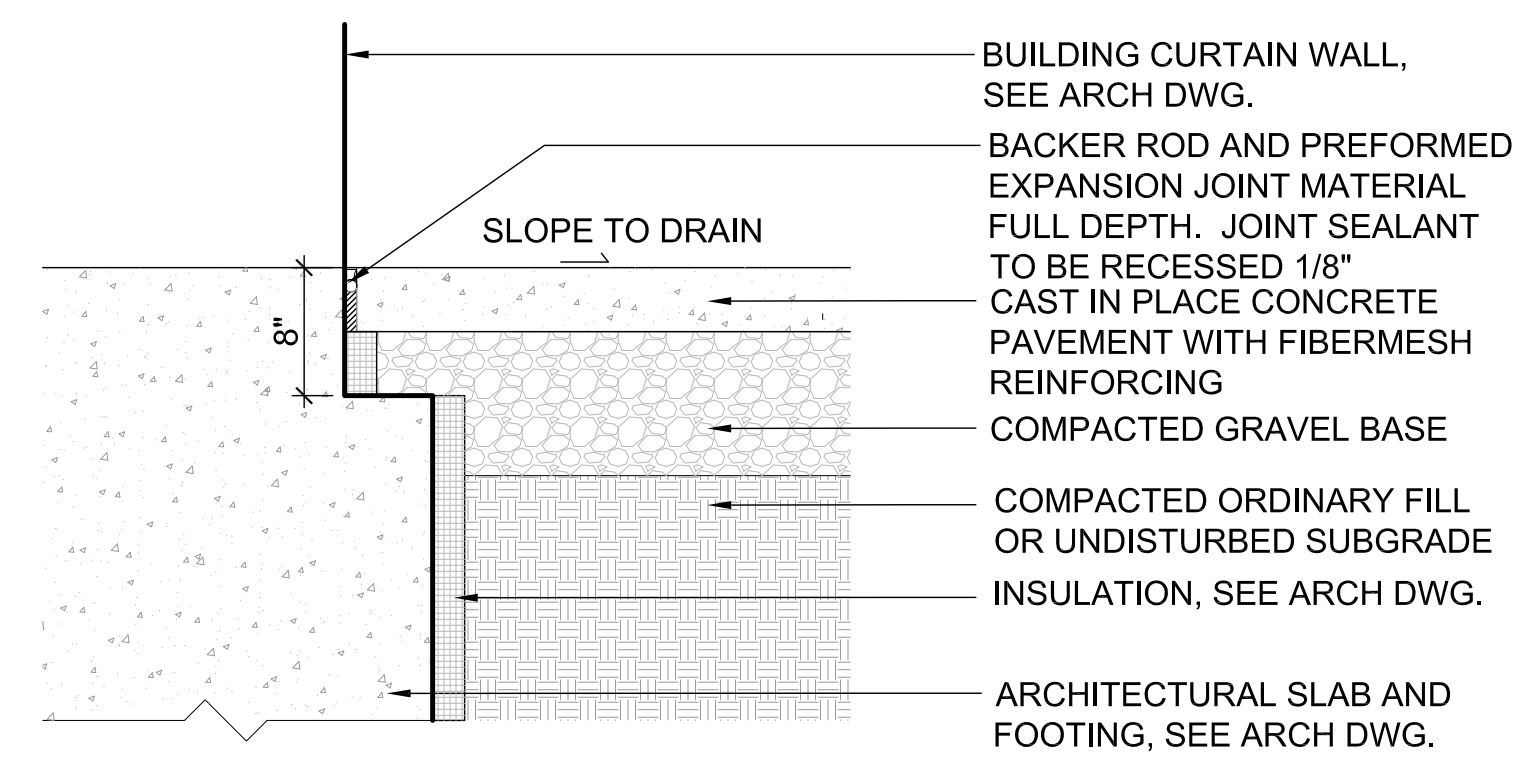 BUILDING CURTAIN WALL,
SEE ARCH DWG.
BACKER ROD AND PREFORMED
EXPANSION JOINT MATERIAL
FULL DEPTH. JOINT SEALANT
TO BE RECESSED 1/8"
SLOPE TO DRAIN
CAST IN PLACE CONCRETE
PAVEMENT WITH FIBERMESH
REINFORCING
8"
COMPACTED GRAVEL BASE
COMPACTED ORDINARY FILL
OR UNDISTURBED SUBGRADE
INSULATION, SEE ARCH DWG.
ARCHITECTURAL SLAB AND
FOOTING, SEE ARCH DWG.